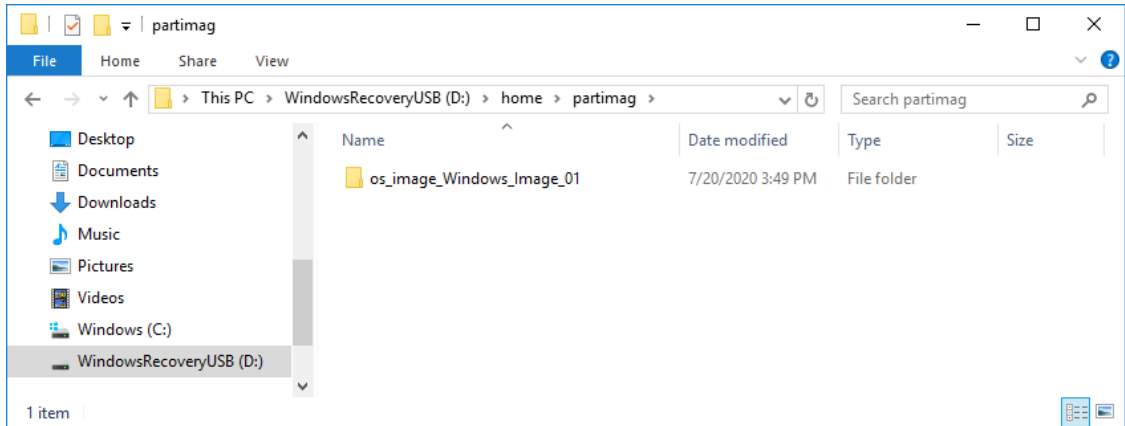 partimag
File Home Share View
This PC > WindowsRecoveryUSB (D:) > home > partimag > Search partimag
Desktop Name Date modified Type Size
Documents os_image_Windows_Image_01 7/20/2020 3:49 PM File folder
Downloads
Music
Pictures
Videos
Windows (C:)
WindowsRecoveryUSB (D:)
1 item